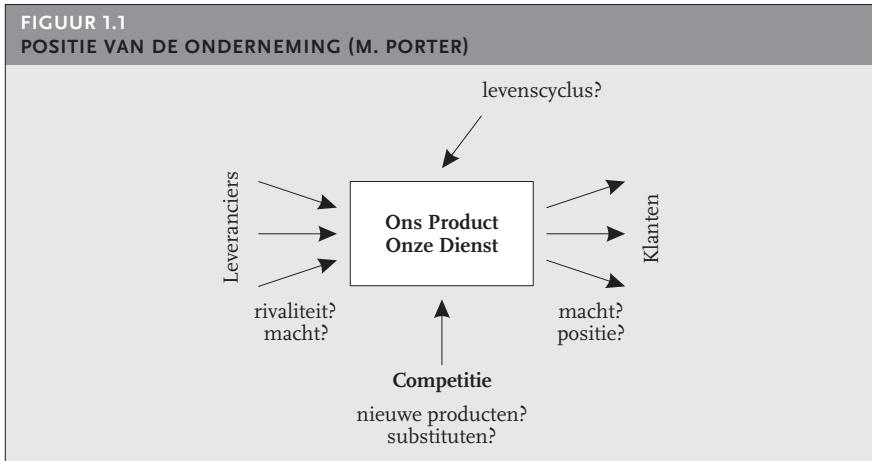 FIGUUR 1.1
POSITIE VAN DE ONDERNEMING (M. PORTER)
levenscyclus?
Leveranciers
Ons Product
Onze Dienst
Klanten
rivaliteit?
macht?
macht?
positie?
Competitie
nieuwe producten?
substituten?